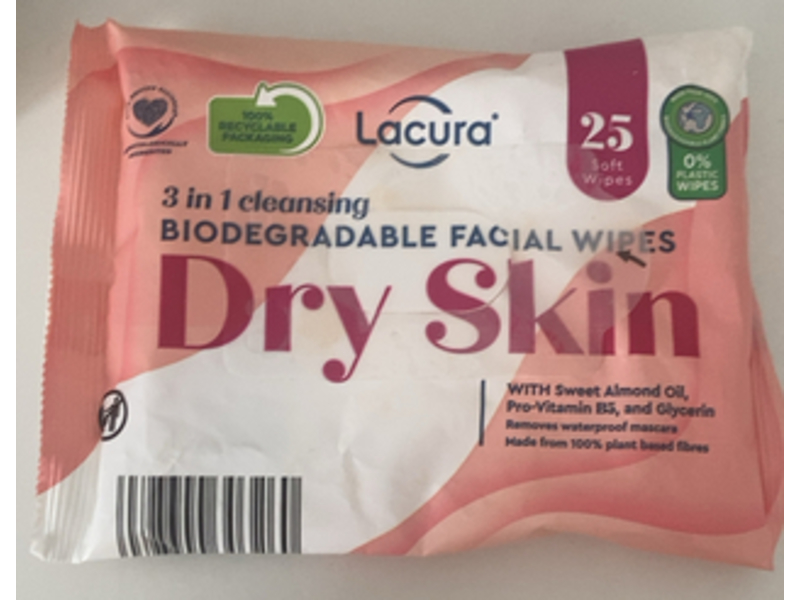 100%
RECYCLABLE
PACKAGING
Lacura
25
Soft
Wipes
0%
PLASTIC
WIPES
3 in 1 cleansing
BIODEGRADABLE FACIAL WIPES
Dry Skin
WITH Sweet Almond Oil,
Pro-Vitamin B5, and Glycerin
Removes waterproof mascara
Made from 100% plant based fibres